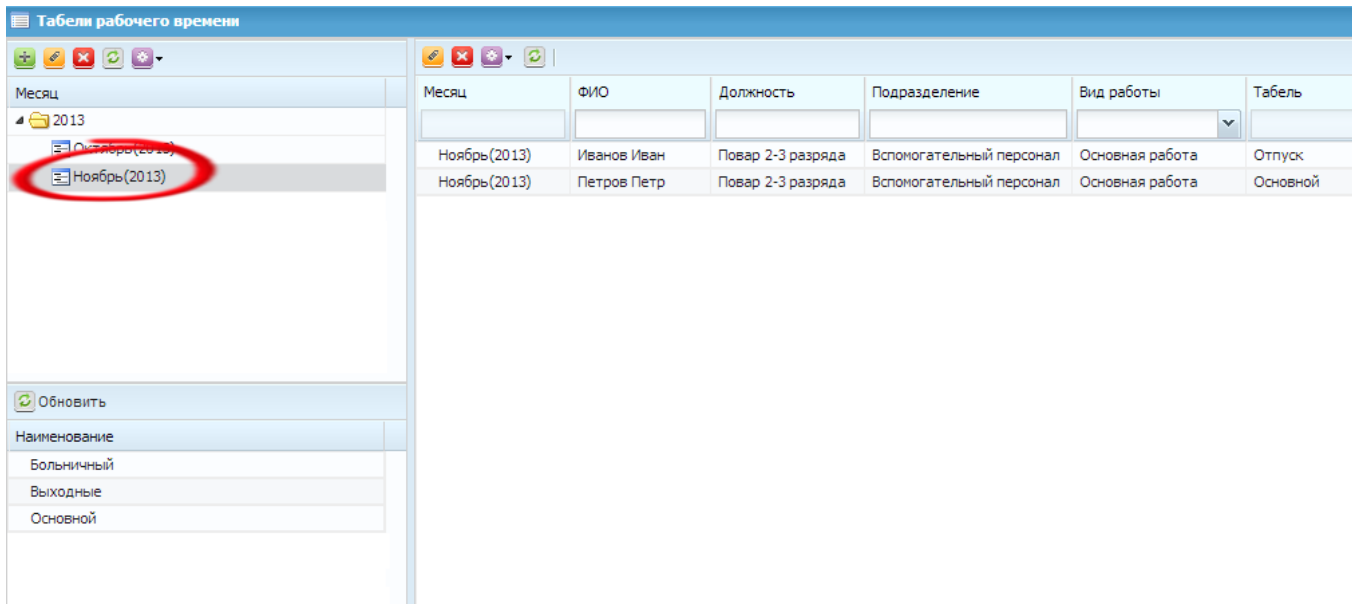 Табели рабочего времени
Месяц
2013
Октябрь(2013)
Ноябрь(2013)
Обновить
Наименование
Больничный
Выходные
Основной
Месяц ФИО Должность Подразделение Вид работы Табель
Ноябрь(2013) Иванов Иван Повар 2-3 разряда Вспомогательный персонал Основная работа Отпуск
Ноябрь(2013) Петров Петр Повар 2-3 разряда Вспомогательный персонал Основная работа Основной